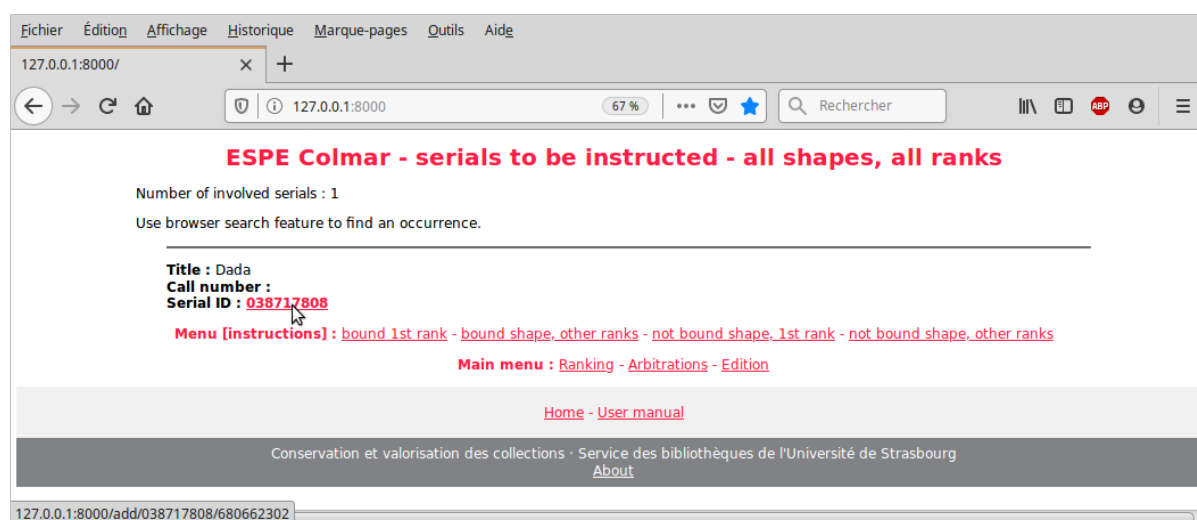 Fichier Édition Affichage Historique Marque-pages Outils Aide
127.0.0.1:8000/
127.0.0.1:8000 67 % Rechercher
ABP
ESPE Colmar - serials to be instructed - all shapes, all ranks
Number of involved serials : 1
Use browser search feature to find an occurrence.
Title : Dada
Call number :
Serial ID : 038717808
Menu [instructions] : bound 1st rank - bound shape, other ranks - not bound shape, 1st rank - not bound shape, other ranks
Main menu : Ranking - Arbitrations - Edition
Home - User manual
Conservation et valorisation des collections · Service des bibliothèques de l'Université de Strasbourg
About
127.0.0.1:8000/add/038717808/680662302